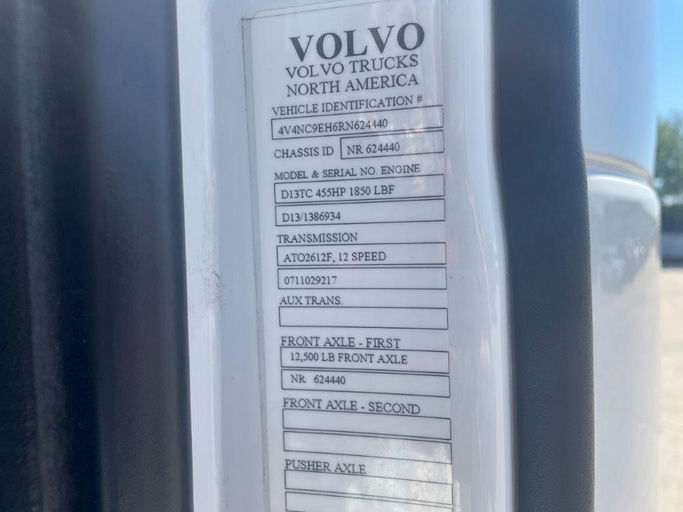 VOLVO
VOLVO TRUCKS
NORTH AMERICA
VEHICLE IDENTIFICATION #
4V4NC9EH6RN624440
CHASSIS ID NR 624440
MODEL & SERIAL NO. ENGINE
D13TC 455HP 1850 LBF
D13/1386934
TRANSMISSION
ATO2612F, 12 SPEED
0711029217
AUX TRANS.
FRONT AXLE - FIRST
12,500 LB FRONT AXLE
NR 624440
FRONT AXLE - SECOND
PUSHER AXLE